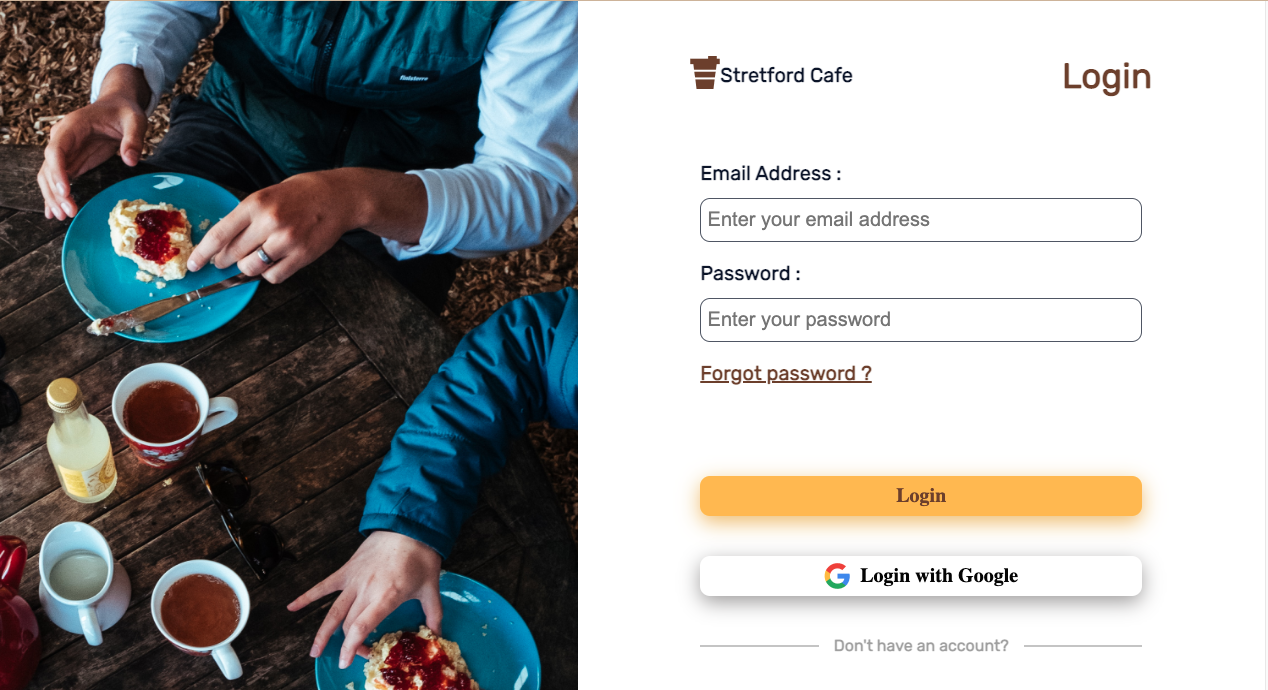 finisterre
Stretford Cafe
Login
Email Address :
Enter your email address
Password :
Enter your password
Forgot password ?
Login
Login with Google
Don't have an account?